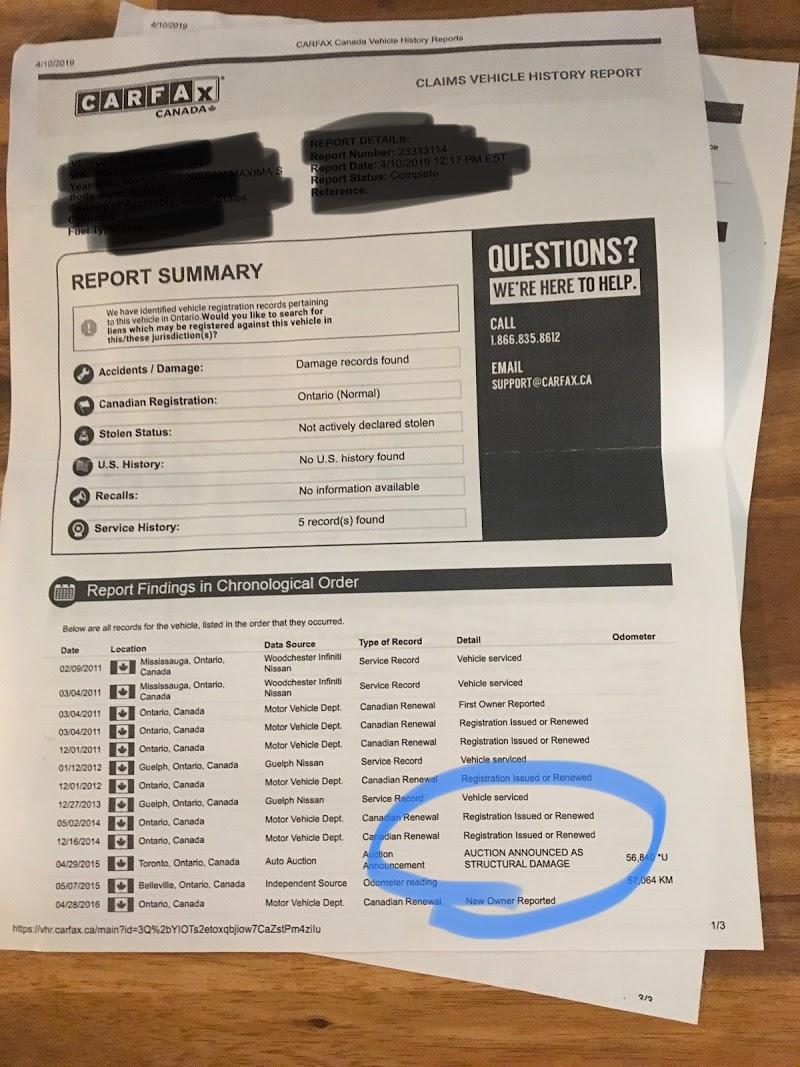 4/10/2019
4/10/2019
CARFAX Canada Vehicle History Reports
CARFAX
CANADA
CLAIMS VEHICLE HISTORY REPORT
VEHICLE DETAILS:
NISSAN MAXIMA S
States
Fuel
REPORT DETAILS:
Report Number: 23333114
Report Date: 4/10/2019 12:17 PM EST
Report Status: Complete
Reference:
REPORT SUMMARY
We have identified vehicle registration records pertaining
to this vehicle in Ontario.Would you like to search for
liens which may be registered against this vehicle in
this/these jurisdiction(s)?
Accidents / Damage: Damage records found
Canadian Registration: Ontario (Normal)
Stolen Status: Not actively declared stolen
U.S. History: No U.S. history found
Recalls: No information available
Service History: 5 record(s) found
QUESTIONS?
WE'RE HERE TO HELP.
CALL
1.866.835.8612
EMAIL
SUPPORT@CARFAX.CA
Report Findings in Chronological Order
Below are all records for the vehicle, listed in the order that they occurred.
Date Location Data Source Type of Record Detail Odometer
02/09/2011 Mississauga, Ontario, Canada Woodchester Infiniti Nissan Service Record Vehicle serviced
03/04/2011 Mississauga, Ontario, Canada Woodchester Infiniti Nissan Service Record Vehicle serviced
03/04/2011 Ontario, Canada Motor Vehicle Dept. Canadian Renewal First Owner Reported
03/04/2011 Ontario, Canada Motor Vehicle Dept. Canadian Renewal Registration Issued or Renewed
12/01/2011 Ontario, Canada Motor Vehicle Dept. Canadian Renewal Registration Issued or Renewed
01/12/2012 Guelph, Ontario, Canada Guelph Nissan Service Record Vehicle serviced
12/01/2012 Ontario, Canada Motor Vehicle Dept. Canadian Renewal Registration Issued or Renewed
12/27/2013 Guelph, Ontario, Canada Guelph Nissan Service Record Vehicle serviced
05/02/2014 Ontario, Canada Motor Vehicle Dept. Canadian Renewal Registration Issued or Renewed
12/16/2014 Ontario, Canada Motor Vehicle Dept. Canadian Renewal Registration Issued or Renewed
04/29/2015 Toronto, Ontario, Canada Auto Auction Auction Announcement AUCTION ANNOUNCED AS STRUCTURAL DAMAGE 56,840 *U
05/07/2015 Belleville, Ontario, Canada Independent Source Odometer reading 57,064 KM
04/28/2016 Ontario, Canada Motor Vehicle Dept. Canadian Renewal New Owner Reported
https://vhr.carfax.ca/main?id=3Q%2bYlOTs2etoxqbjiow7CaZstPm4zilu
1/3